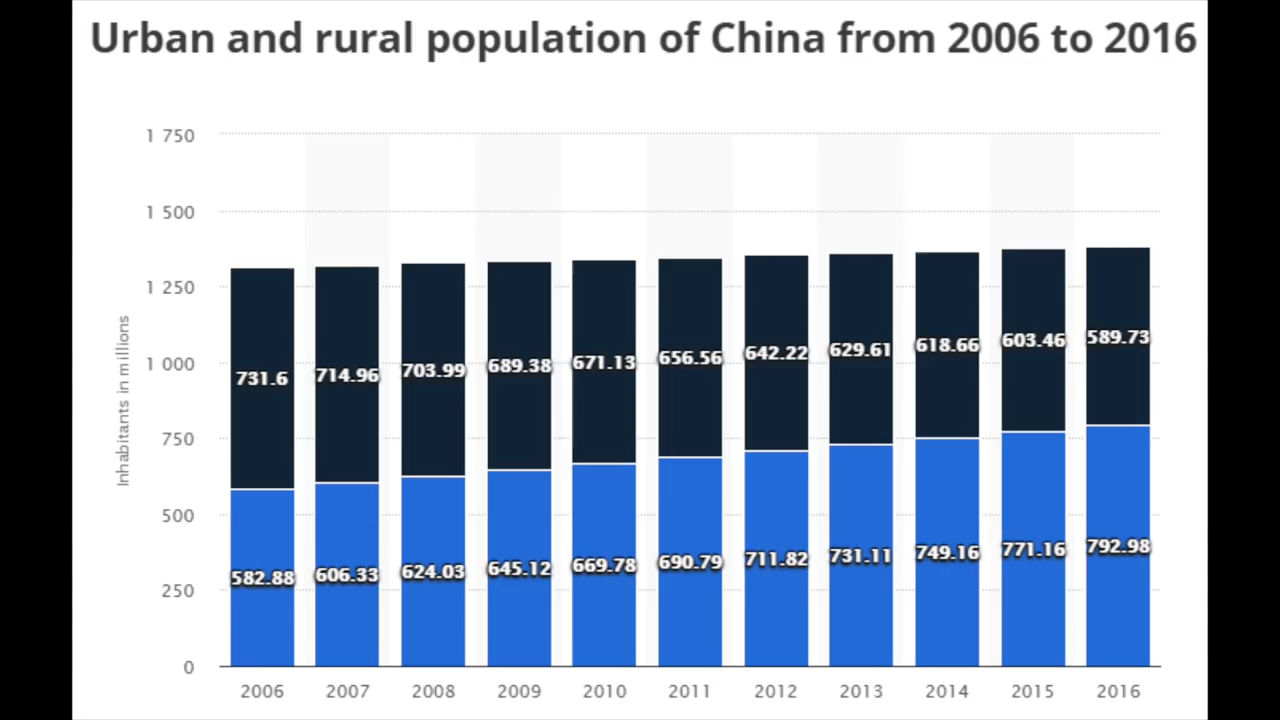 Urban and rural population of China from 2006 to 2016
Inhabitants in millions
1 750
1 500
1 250
1 000
750
500
250
0
731.6 714.96 703.99 689.38 671.13 656.56 642.22 629.61 618.66 603.46 589.73
582.88 606.33 624.03 645.12 669.78 690.79 711.82 731.11 749.16 771.16 792.98
2006 2007 2008 2009 2010 2011 2012 2013 2014 2015 2016